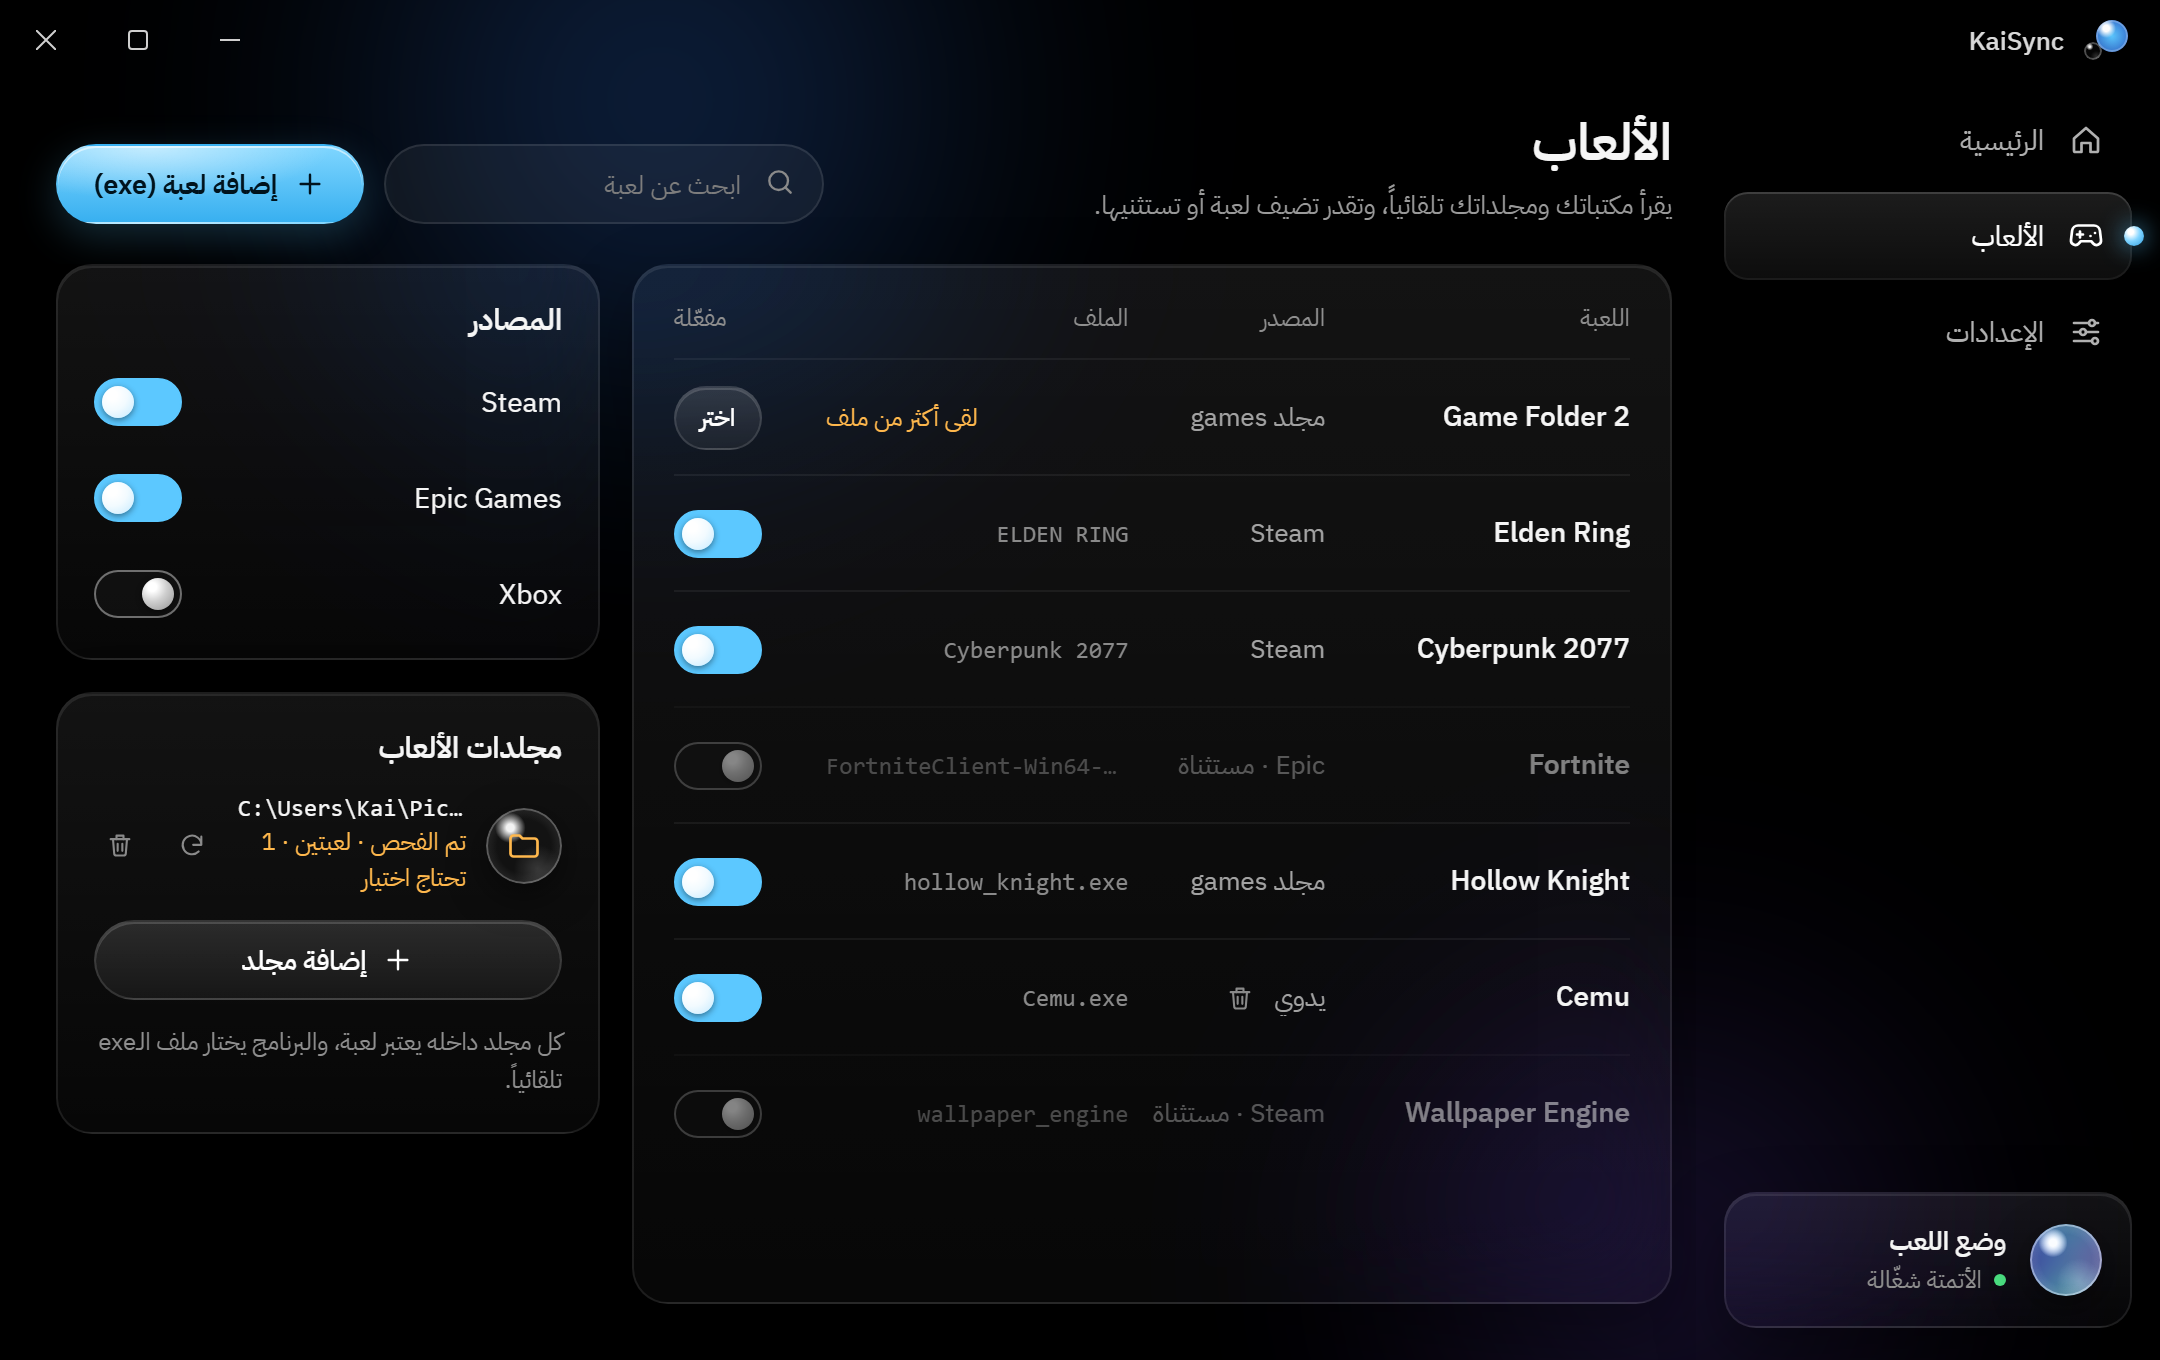 KaiSync
الرئيسية
الألعاب
الإعدادات
وضع اللعب
الأتمتة شغّالة
الألعاب
يقرأ مكتباتك ومجلداتك تلقائياً، وتقدر تضيف لعبة أو تستثنيها.
ابحث عن لعبة
إضافة لعبة (exe)
اللعبة المصدر الملف مفعّلة
Game Folder 2 مجلد games لقى أكثر من ملف اختر
Elden Ring Steam ELDEN RING
Cyberpunk 2077 Steam Cyberpunk 2077
Fortnite Epic · مستثناة FortniteClient-Win64-…
Hollow Knight مجلد games hollow_knight.exe
Cemu يدوي Cemu.exe
Wallpaper Engine Steam · مستثناة wallpaper_engine
المصادر
Steam
Epic Games
Xbox
مجلدات الألعاب
C:\Users\Kai\Pic…
تم الفحص · لعبتين · 1
تحتاج اختيار
إضافة مجلد
كل مجلد داخله يعتبر لعبة، والبرنامج يختار ملف الـexe
تلقائياً.